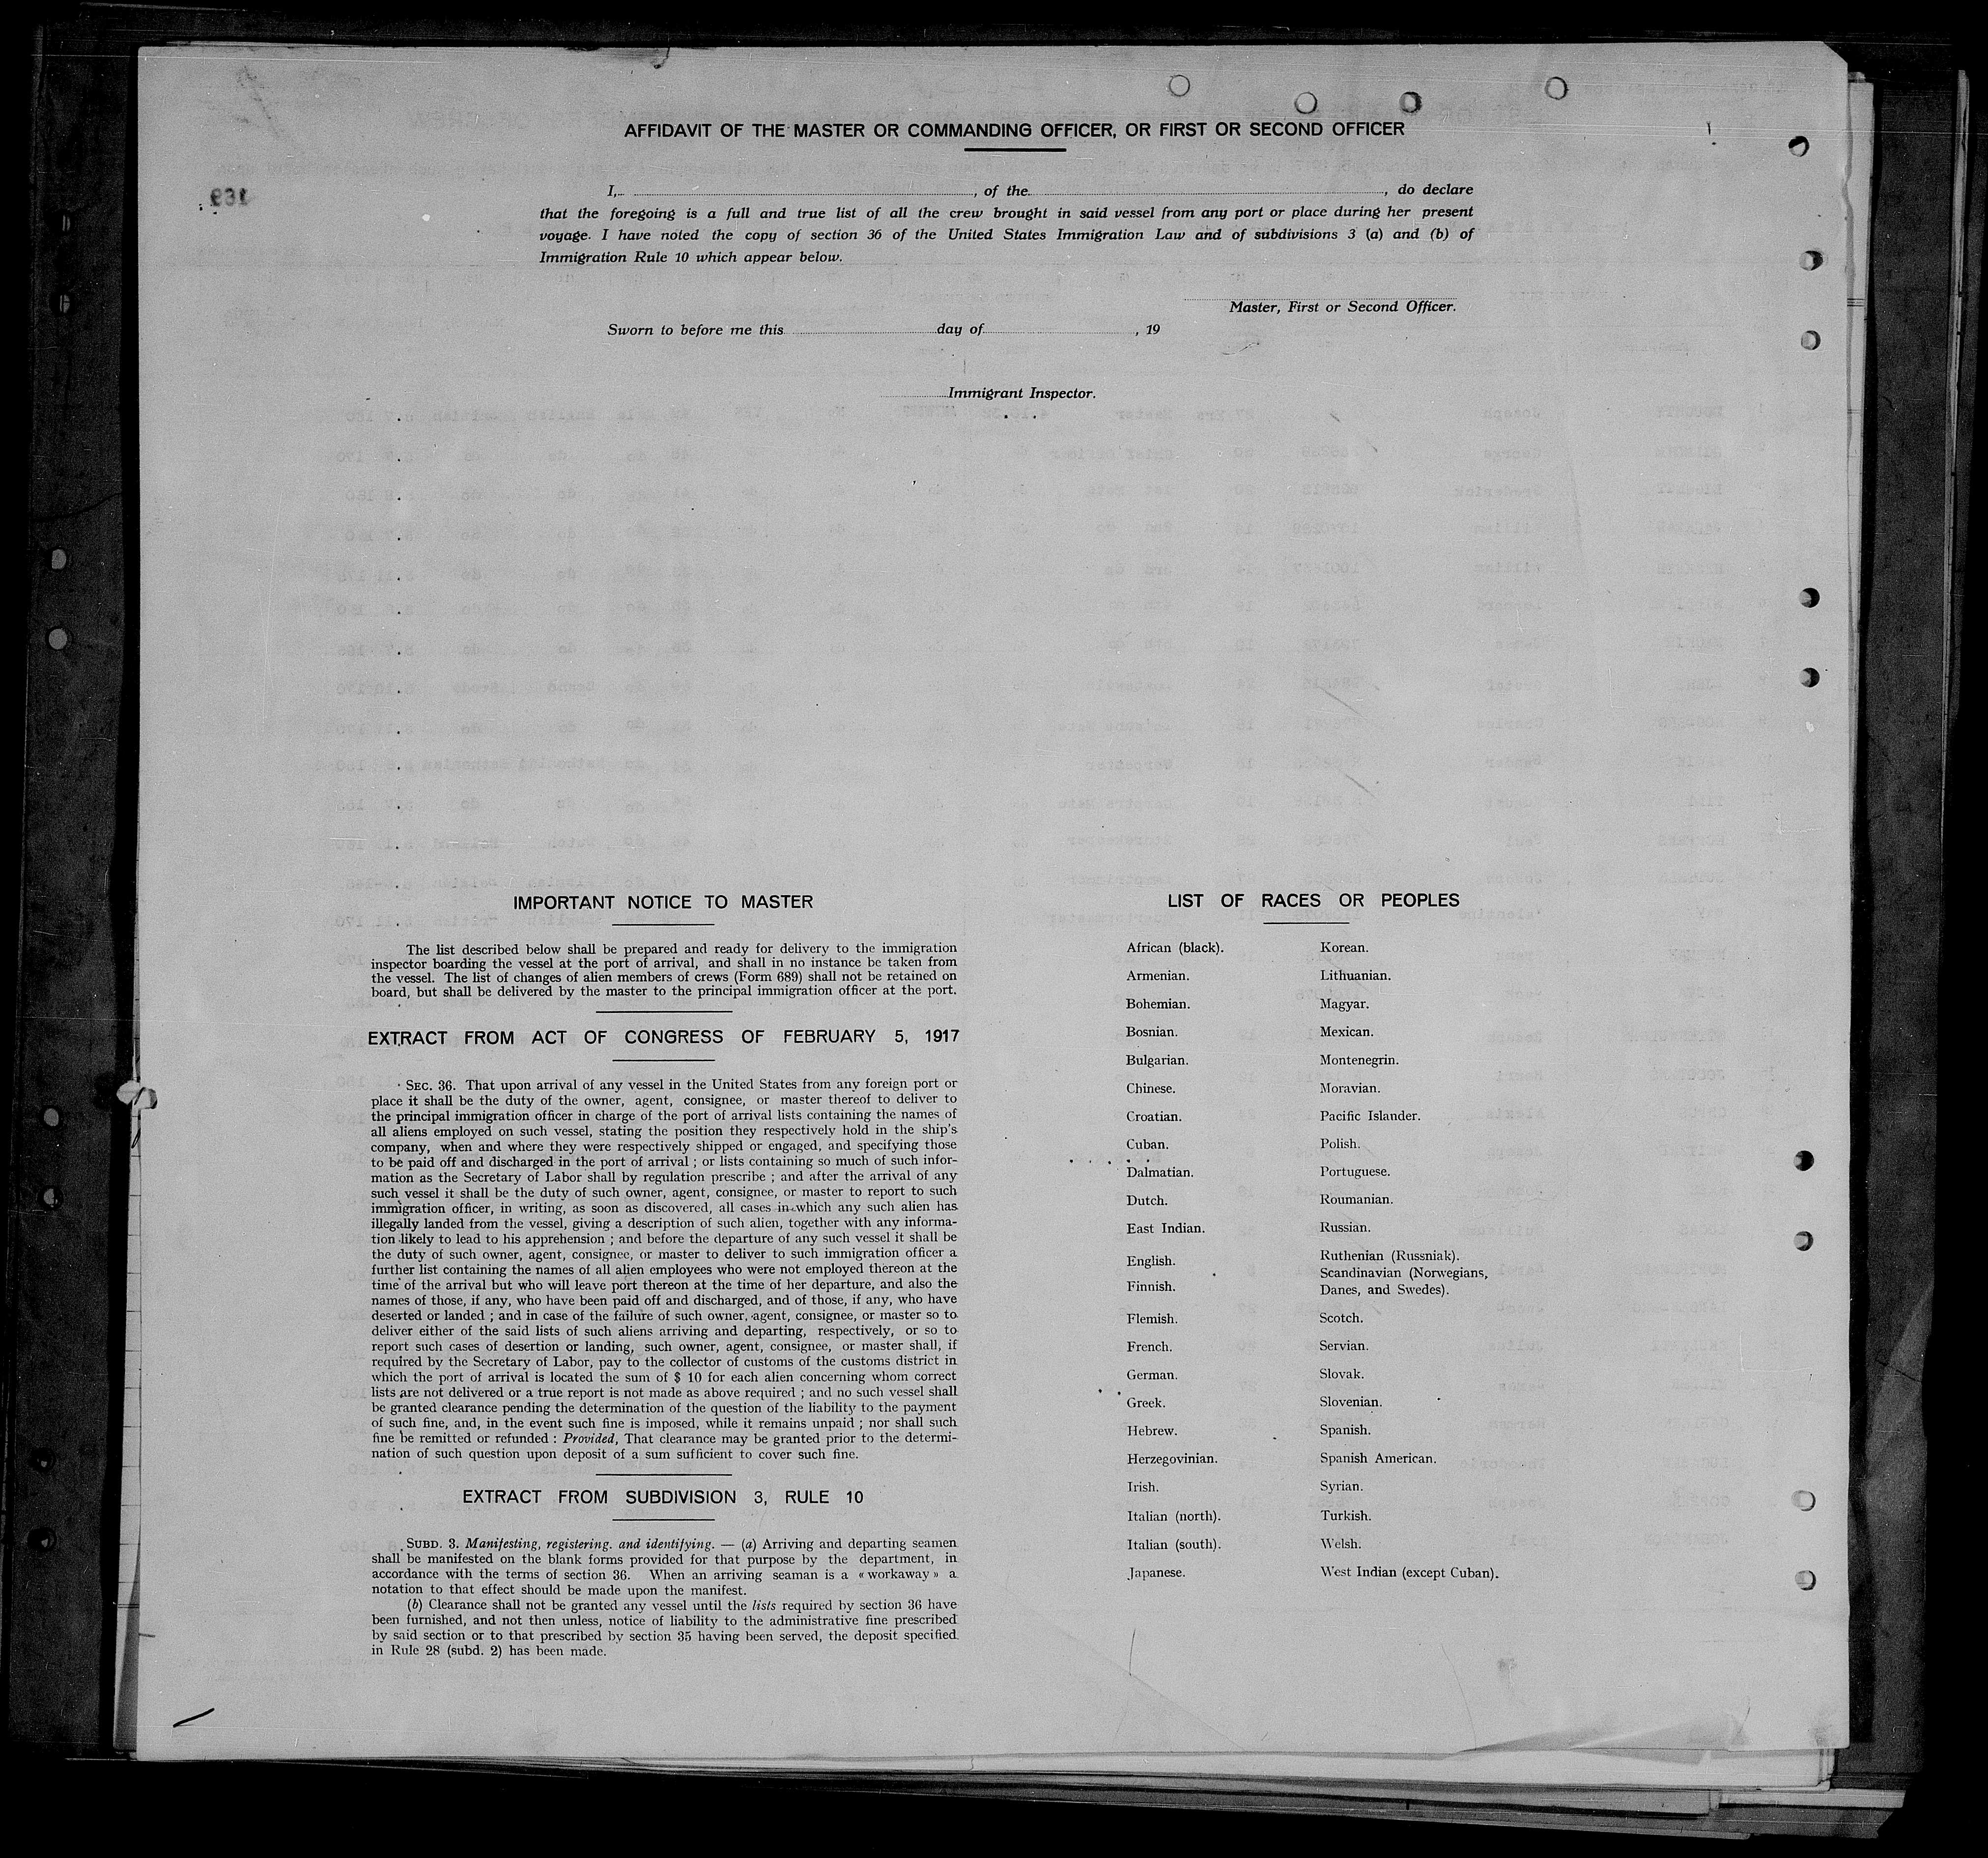 AFFIDAVIT OF THE MASTER OR COMMANDING OFFICER, OR FIRST OR SECOND OFFICER
I, , of the , do declare
that the foregoing is a full and true list of all the crew brought in said vessel from any port or place during her present
voyage. I have noted the copy of section 36 of the United States Immigration Law and of subdivisions 3 (a) and (b) of
Immigration Rule 10 which appear below.
Master, First or Second Officer.
Sworn to before me this day of , 19
Immigrant Inspector.
IMPORTANT NOTICE TO MASTER
The list described below shall be prepared and ready for delivery to the immigration
inspector boarding the vessel at the port of arrival, and shall in no instance be taken from
the vessel. The list of changes of alien members of crews (Form 689) shall not be retained on
board, but shall be delivered by the master to the principal immigration officer at the port.
EXTRACT FROM ACT OF CONGRESS OF FEBRUARY 5, 1917
SEC. 36. That upon arrival of any vessel in the United States from any foreign port or
place it shall be the duty of the owner, agent, consignee, or master thereof to deliver to
the principal immigration officer in charge of the port of arrival lists containing the names of
all aliens employed on such vessel, stating the position they respectively hold in the ship's
company, when and where they were respectively shipped or engaged, and specifying those
to be paid off and discharged in the port of arrival ; or lists containing so much of such infor-
mation as the Secretary of Labor shall by regulation prescribe ; and after the arrival of any
such vessel it shall be the duty of such owner, agent, consignee, or master to report to such
immigration officer, in writing, as soon as discovered, all cases in which any such alien has
illegally landed from the vessel, giving a description of such alien, together with any informa-
tion likely to lead to his apprehension ; and before the departure of any such vessel it shall be
the duty of such owner, agent, consignee, or master to deliver to such immigration officer a
further list containing the names of all alien employees who were not employed thereon at the
time of the arrival but who will leave port thereon at the time of her departure, and also the
names of those, if any, who have been paid off and discharged, and of those, if any, who have
deserted or landed ; and in case of the failure of such owner, agent, consignee, or master so to
deliver either of the said lists of such aliens arriving and departing, respectively, or so to
report such cases of desertion or landing, such owner, agent, consignee, or master shall, if
required by the Secretary of Labor, pay to the collector of customs of the customs district in
which the port of arrival is located the sum of $ 10 for each alien concerning whom correct
lists are not delivered or a true report is not made as above required ; and no such vessel shall
be granted clearance pending the determination of the question of the liability to the payment
of such fine, and, in the event such fine is imposed, while it remains unpaid ; nor shall such
fine be remitted or refunded : Provided, That clearance may be granted prior to the determi-
nation of such question upon deposit of a sum sufficient to cover such fine.
EXTRACT FROM SUBDIVISION 3, RULE 10
SUBD. 3. Manifesting, registering. and identifying. — (a) Arriving and departing seamen
shall be manifested on the blank forms provided for that purpose by the department, in
accordance with the terms of section 36. When an arriving seaman is a « workaway » a
notation to that effect should be made upon the manifest.
(b) Clearance shall not be granted any vessel until the lists required by section 36 have
been furnished, and not then unless, notice of liability to the administrative fine prescribed
by said section or to that prescribed by section 35 having been served, the deposit specified
in Rule 28 (subd. 2) has been made.
LIST OF RACES OR PEOPLES
African (black).
Armenian.
Bohemian.
Bosnian.
Bulgarian.
Chinese.
Croatian.
Cuban.
Dalmatian.
Dutch.
East Indian.
English.
Finnish.
Flemish.
French.
German.
Greek.
Hebrew.
Herzegovinian.
Irish.
Italian (north).
Italian (south).
Japanese.
Korean.
Lithuanian.
Magyar.
Mexican.
Montenegrin.
Moravian.
Pacific Islander.
Polish.
Portuguese.
Roumanian.
Russian.
Ruthenian (Russniak).
Scandinavian (Norwegians,
Danes, and Swedes).
Scotch.
Servian.
Slovak.
Slovenian.
Spanish.
Spanish American.
Syrian.
Turkish.
Welsh.
West Indian (except Cuban).